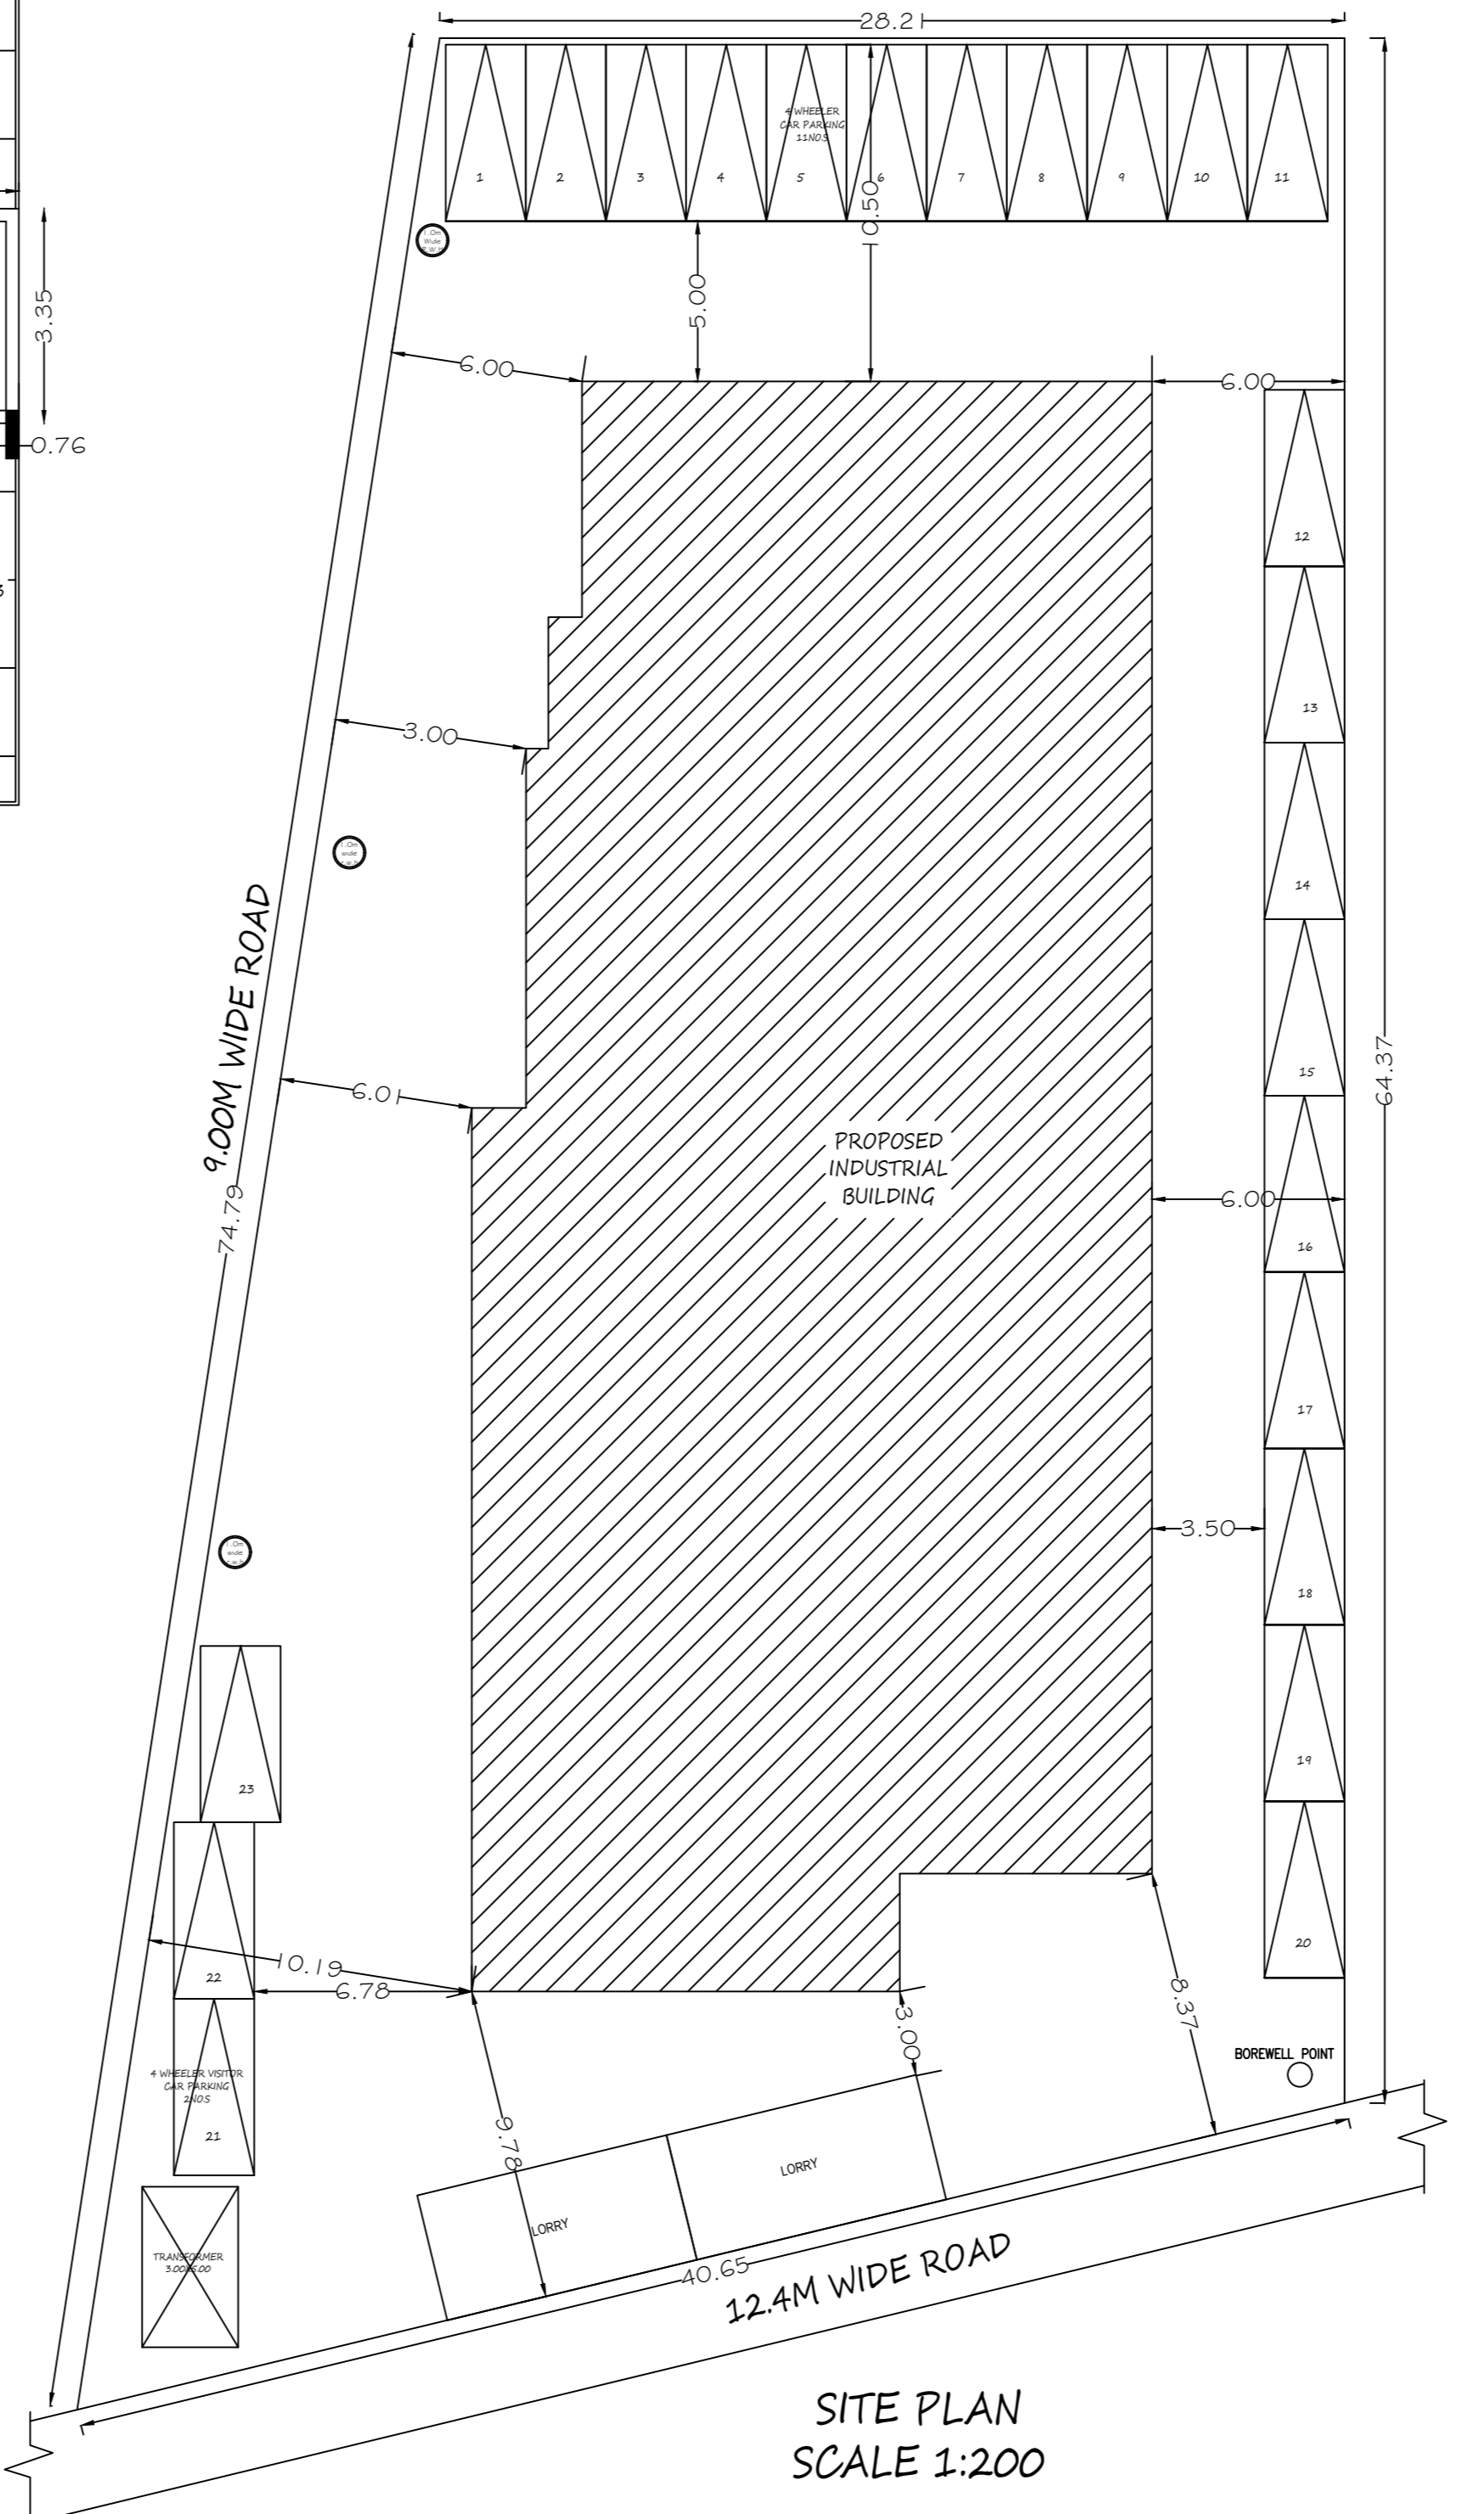 28.21
4 WHEELER
CAR PARKING
11NO.S
1
2
3
4
5
6
7
8
9
10
11
10.50
5.00
3.35
0.76
6.00
6.00
12
13
3.00
14
9.00M WIDE ROAD
74.79
6.01
15
64.37
PROPOSED
INDUSTRIAL
BUILDING
6.00
16
17
3.50
18
19
23
20
22
10.19
6.78
3.00
8.37
BOREWELL POINT
4 WHEELER VISITOR
CAR PARKING
2NO.S
21
9.78
LORRY
LORRY
TRANSFORMER
40.65
12.4M WIDE ROAD
SITE PLAN
SCALE 1:200